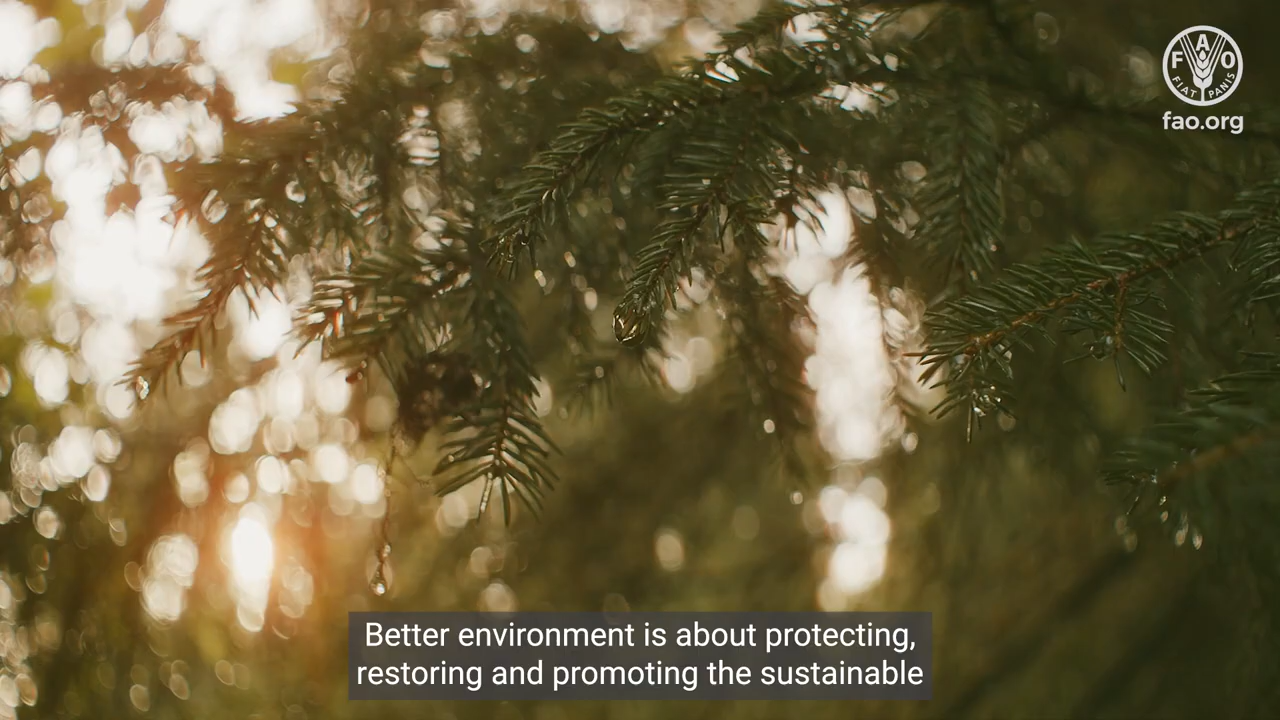 F A O
FIAT PANIS
fao.org
Better environment is about protecting,
restoring and promoting the sustainable